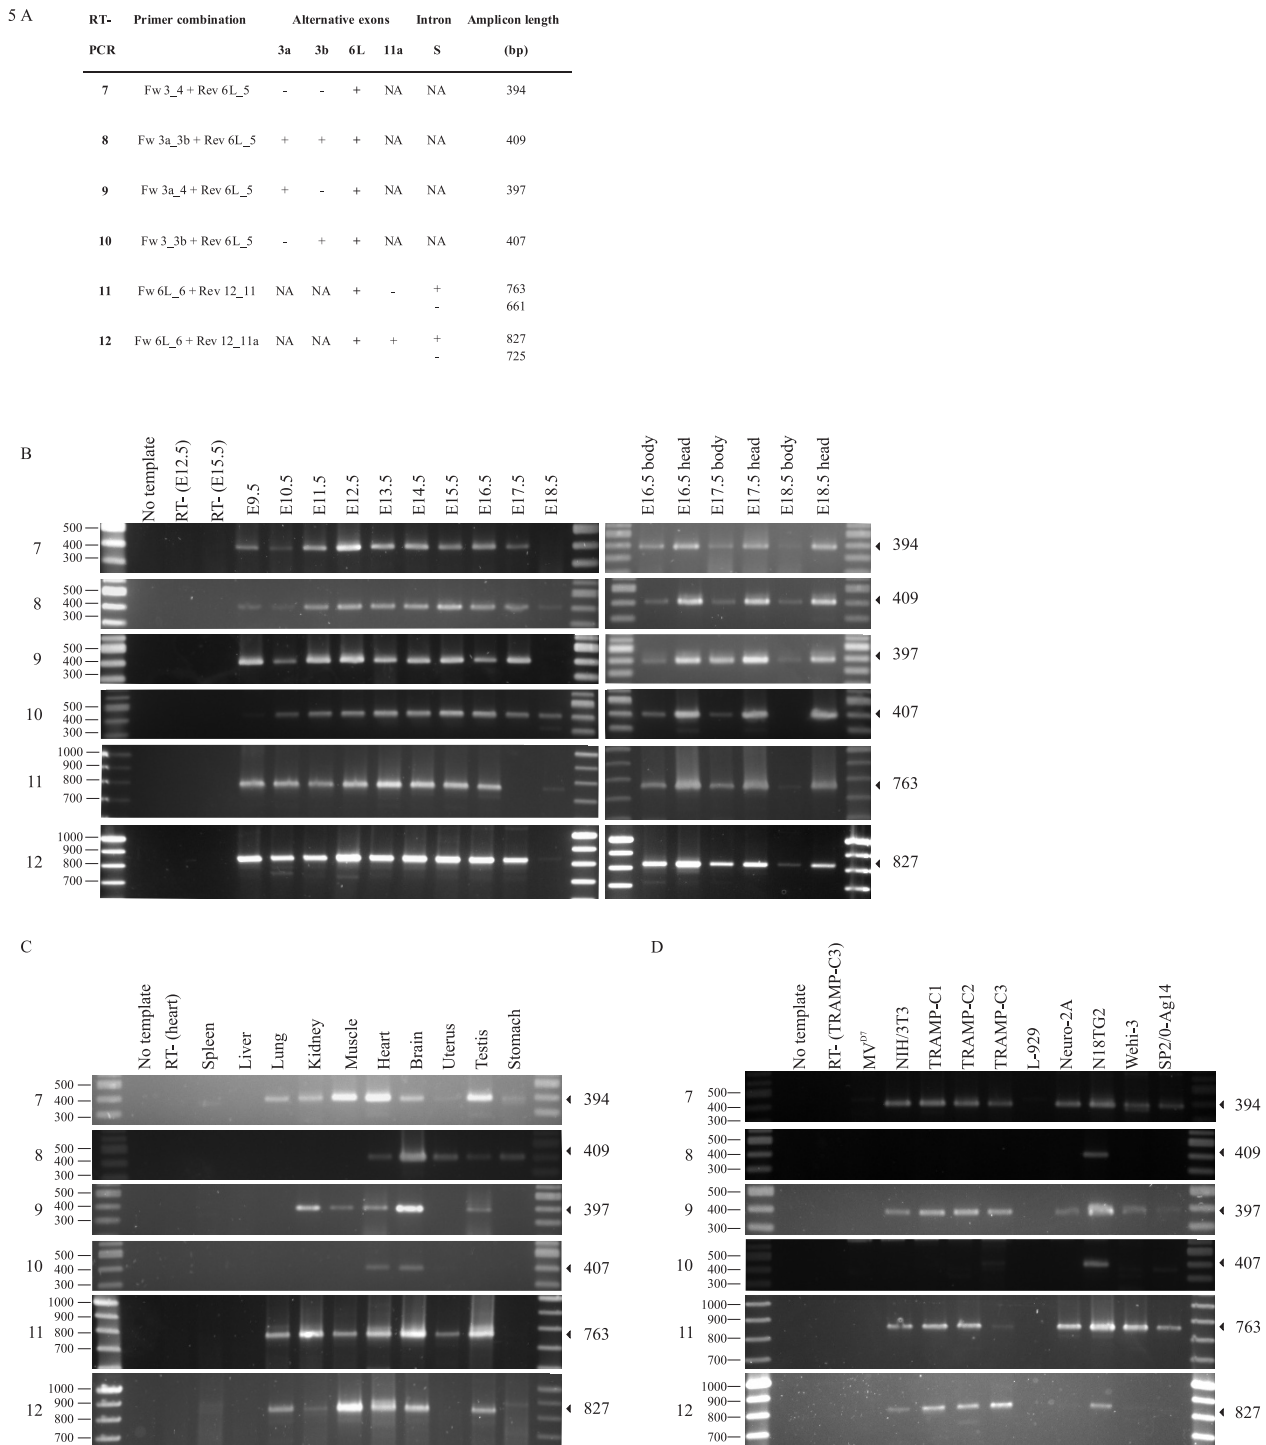 5 A
RT- Primer combination Alternative exons Intron Amplicon length
PCR 3a 3b 6L 11a S (bp)
7 Fw 3_4 + Rev 6L_5 - - + NA NA 394
8 Fw 3a_3b + Rev 6L_5 + + + NA NA 409
9 Fw 3a_4 + Rev 6L_5 + - + NA NA 397
10 Fw 3_3b + Rev 6L_5 - + + NA NA 407
11 Fw 6L_6 + Rev 12_11 NA NA + - + 763
- 661
12 Fw 6L_6 + Rev 12_11a NA NA + + + 827
- 725
B
No template RT- (E12.5) RT- (E15.5) E9.5 E10.5 E11.5 E12.5 E13.5 E14.5 E15.5 E16.5 E17.5 E18.5 E16.5 body E16.5 head E17.5 body E17.5 head E18.5 body E18.5 head
500
7 400 394
300
500
8 400 409
300
500
9 400 397
300
500
10 400 407
300
1000
900
11 800 763
700
1000
900
12 800 827
700
C
No template RT- (heart) Spleen Liver Lung Kidney Muscle Heart Brain Uterus Testis Stomach
500
7 400 394
300
500
8 400 409
300
500
9 400 397
300
500
10 400 407
300
1000
900
11 800 763
700
1000
900
12 800 827
700
D
No template RT- (TRAMP-C3) MVᴰ⁷ NIH/3T3 TRAMP-C1 TRAMP-C2 TRAMP-C3 L-929 Neuro-2A N18TG2 Wehi-3 SP2/0-Ag14
7 500 394
400
300
500
8 400 409
300
500
9 400 397
300
500
10 400 407
300
1000
900
11 800 763
700
1000
900
12 800 827
700